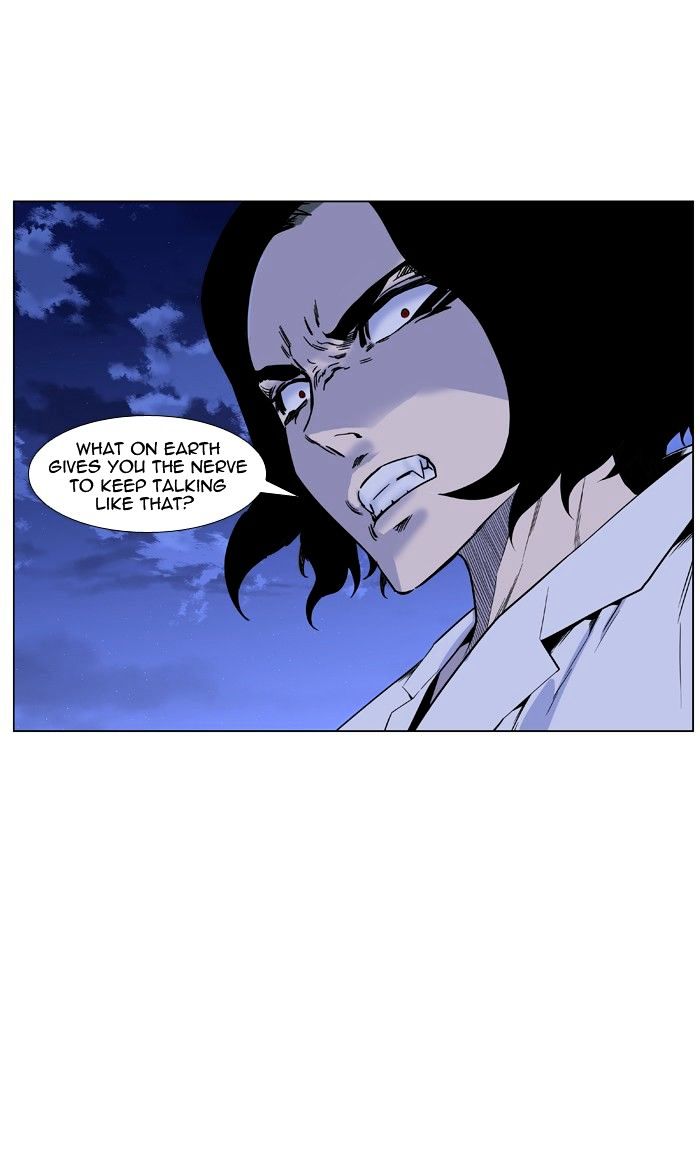 WHAT ON EARTH
GIVES YOU THE NERVE
TO KEEP TALKING
LIKE THAT?